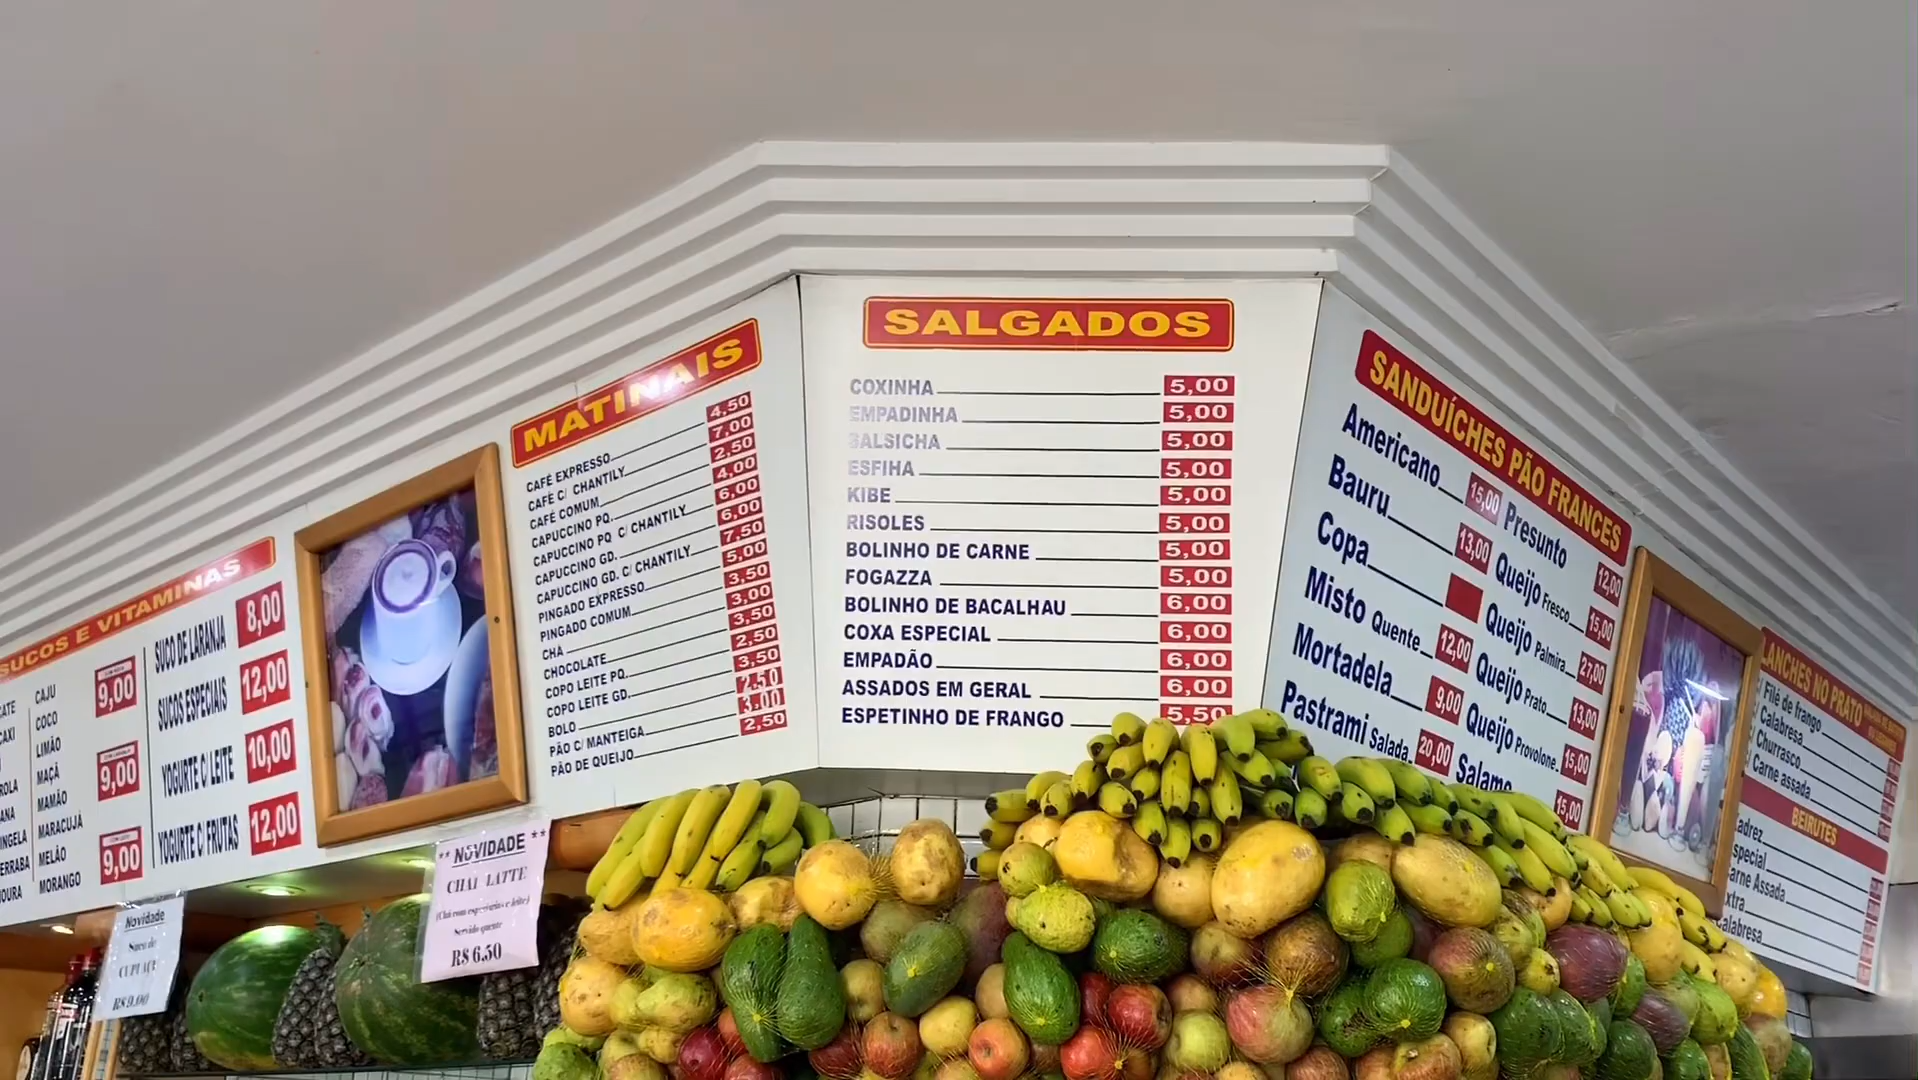 SUCOS E VITAMINAS
CAJU
COCO
LIMÃO
MAÇÃ
MAMÃO
MARACUJÁ
MELÃO
MORANGO
9,00
9,00
9,00
SUCO DE LARANJA 8,00
SUCOS ESPECIAIS 12,00
YOGURTE C/ LEITE 10,00
YOGURTE C/ FRUTAS 12,00
MATINAIS
CAFÉ EXPRESSO 4,50
CAFÉ C/ CHANTILY 7,00
CAFÉ COMUM 2,50
CAPUCCINO PQ. 4,00
CAPUCCINO PQ C/ CHANTILY 6,00
CAPUCCINO GD. 6,00
CAPUCCINO GD. C/ CHANTILY 7,50
PINGADO EXPRESSO 5,00
PINGADO COMUM 3,50
CHÁ 3,00
CHOCOLATE 3,50
COPO LEITE PQ. 2,50
COPO LEITE GD. 3,50
BOLO
PÃO C/ MANTEIGA 3,00
PÃO DE QUEIJO 2,50
SALGADOS
COXINHA 5,00
EMPADINHA 5,00
SALSICHA 5,00
ESFIHA 5,00
KIBE 5,00
RISOLES 5,00
BOLINHO DE CARNE 5,00
FOGAZZA 5,00
BOLINHO DE BACALHAU 6,00
COXA ESPECIAL 6,00
EMPADÃO 6,00
ASSADOS EM GERAL 6,00
ESPETINHO DE FRANGO 5,50
SANDUÍCHES PÃO FRANCES
Americano 15,00
Bauru 13,00
Copa
Misto Quente 12,00
Mortadela 9,00
Pastrami Salada 20,00
Presunto 12,00
Queijo Fresco 15,00
Queijo Palmira 27,00
Queijo Prato 13,00
Queijo Provolone 15,00
Salame 15,00
LANCHES NO PRATO
Filé de frango
Calabresa
Churrasco
Carne assada
BEIRUTES
** NOVIDADE **
CHAI LATTE
Servido quente
R$ 6.50
Novidade
Suco de
CUPUAÇU
R$ 9.00